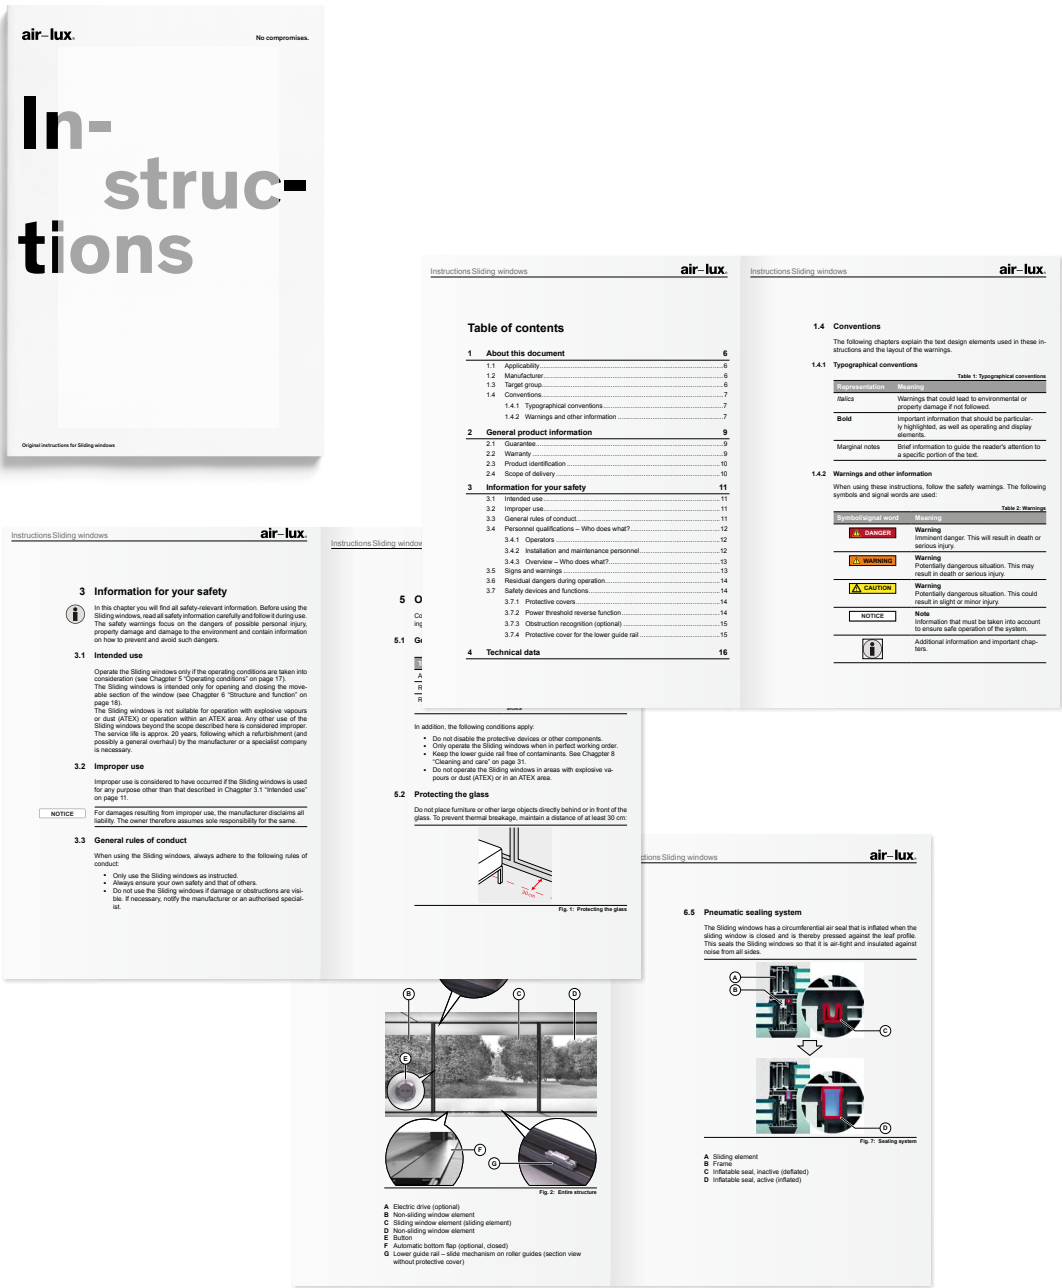 air–lux.
No compromises.
In-
struc-
tions
Original instructions for Sliding windows
Instructions Sliding windows
air–lux.
Table of contents
1 About this document 6
1.1 Applicability 6
1.2 Manufacturer 6
1.3 Target group 6
1.4 Conventions 7
1.4.1 Typographical conventions 7
1.4.2 Warnings and other information 7
2 General product information 9
2.1 Guarantee 9
2.2 Warranty 9
2.3 Product identification 10
2.4 Scope of delivery 10
3 Information for your safety 11
3.1 Intended use 11
3.2 Improper use 11
3.3 General rules of conduct 11
3.4 Personnel qualifications – Who does what? 12
3.4.1 Operators 12
3.4.2 Installation and maintenance personnel 12
3.4.3 Overview – Who does what? 13
3.5 Signs and warnings 13
3.6 Residual dangers during operation 14
3.7 Safety devices and functions 14
3.7.1 Protective covers 14
3.7.2 Power threshold reverse function 14
3.7.3 Obstruction recognition (optional) 15
3.7.4 Protective cover for the lower guide rail 15
4 Technical data 16
Instructions Sliding windows
air–lux.
1.4 Conventions
The following chapters explain the text design elements used in these in-
structions and the layout of the warnings.
1.4.1 Typographical conventions
Table 1: Typographical conventions
Representation Meaning
Italics Warnings that could lead to environmental or
property damage if not followed.
Bold Important information that should be particular-
ly highlighted, as well as operating and display
elements.
Marginal notes Brief information to guide the reader's attention to
a specific portion of the text.
1.4.2 Warnings and other information
When using these instructions, follow the safety warnings. The following
symbols and signal words are used:
Table 2: Warnings
Symbol/signal word Meaning
DANGER Warning
Imminent danger. This will result in death or
serious injury.
WARNING Warning
Potentially dangerous situation. This may
result in death or serious injury.
CAUTION Warning
Potentially dangerous situation. This could
result in slight or minor injury.
NOTICE Note
Information that must be taken into account
to ensure safe operation of the system.
Additional information and important chap-
ters.
Instructions Sliding windows
air–lux.
3 Information for your safety
In this chapter you will find all safety-relevant information. Before using the
Sliding windows, read all safety information carefully and follow it during use.
The safety warnings focus on the dangers of possible personal injury,
property damage and damage to the environment and contain information
on how to prevent and avoid such dangers.
3.1 Intended use
Operate the Sliding windows only if the operating conditions are taken into
consideration (see Chagpter 5 "Operating conditions" on page 17).
The Sliding windows is intended only for opening and closing the move-
able section of the window (see Chagpter 6 "Structure and function" on
page 18).
The Sliding windows is not suitable for operation with explosive vapours
or dust (ATEX) or operation within an ATEX area. Any other use of the
Sliding windows beyond the scope described here is considered improper.
The service life is approx. 20 years, following which a refurbishment (and
possibly a general overhaul) by the manufacturer or a specialist company
is necessary.
3.2 Improper use
Improper use is considered to have occurred if the Sliding windows is used
for any purpose other than that described in Chagpter 3.1 "Intended use"
on page 11.
NOTICE For damages resulting from improper use, the manufacturer disclaims all
liability. The owner therefore assumes sole responsibility for the same.
3.3 General rules of conduct
When using the Sliding windows, always adhere to the following rules of
conduct:
• Only use the Sliding windows as instructed.
• Always ensure your own safety and that of others.
• Do not use the Sliding windows if damage or obstructions are visi-
ble. If necessary, notify the manufacturer or an authorised special-
ist.
Instructions Sliding window
5 O
Co
ing
5.1 Ge
A
R
R
sides
In addition, the following conditions apply:
• Do not disable the protective devices or other components.
• Only operate the Sliding windows when in perfect working order.
• Keep the lower guide rail free of contaminants. See Chagpter 8
"Cleaning and care" on page 31.
• Do not operate the Sliding windows in areas with explosive va-
pours or dust (ATEX) or in an ATEX area.
5.2 Protecting the glass
Do not place furniture or other large objects directly behind or in front of the
glass. To prevent thermal breakage, maintain a distance of at least 30 cm:
30 cm
Fig. 1: Protecting the glass
B
C
D
E
F
G
Fig. 2: Entire structure
A Electric drive (optional)
B Non-sliding window element
C Sliding window element (sliding element)
D Non-sliding window element
E Button
F Automatic bottom flap (optional, closed)
G Lower guide rail – slide mechanism on roller guides (section view
without protective cover)
ctions Sliding windows
air–lux.
6.5 Pneumatic sealing system
The Sliding windows has a circumferential air seal that is inflated when the
sliding window is closed and is thereby pressed against the leaf profile.
This seals the Sliding windows so that it is air-tight and insulated against
noise from all sides.
A
B
C
D
Fig. 7: Sealing system
A Sliding element
B Frame
C Inflatable seal, inactive (deflated)
D Inflatable seal, active (inflated)